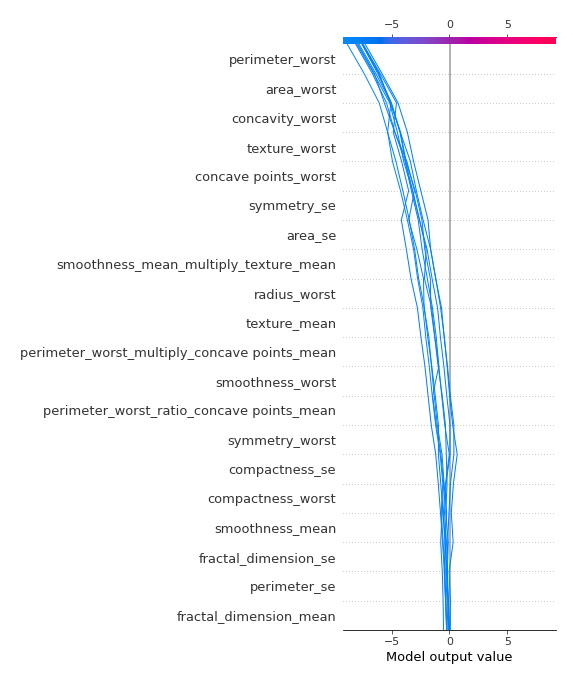 −5 0 5
perimeter_worst
area_worst
concavity_worst
texture_worst
concave points_worst
symmetry_se
area_se
smoothness_mean_multiply_texture_mean
radius_worst
texture_mean
perimeter_worst_multiply_concave points_mean
smoothness_worst
perimeter_worst_ratio_concave points_mean
symmetry_worst
compactness_se
compactness_worst
smoothness_mean
fractal_dimension_se
perimeter_se
fractal_dimension_mean
−5 0 5
Model output value